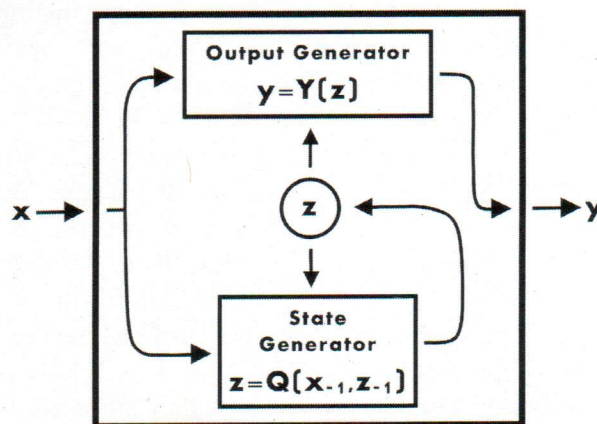 Output Generator
y=Y(z)
x
z
y
State
Generator
z=Q(x-1,z-1)